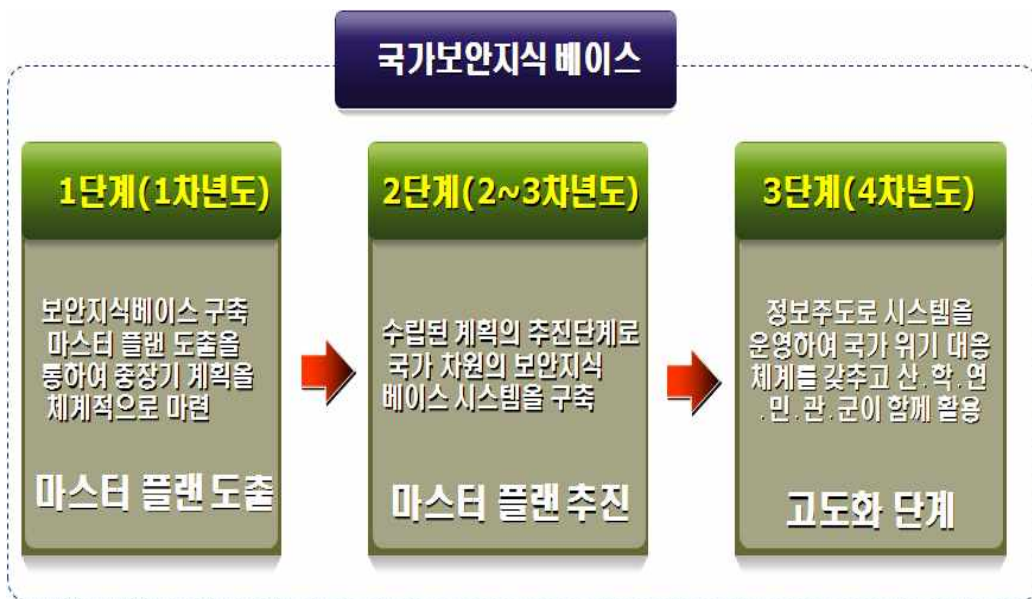 국가보안지식 베이스
1단계(1차년도)
보안지식베이스 구축
마스터 플랜 도출을
통하여 중장기 계획을
체계적으로 마련
마스터 플랜 도출
2단계(2~3차년도)
수립된 계획의 추진단계로
국가 차원의 보안지식
베이스 시스템을 구축
마스터 플랜 추진
3단계(4차년도)
정보주도로 시스템을
운영하여 국가 위기 대응
체계를 갖추고 산.학.연
.민.관.군이 함께 활용
고도화 단계